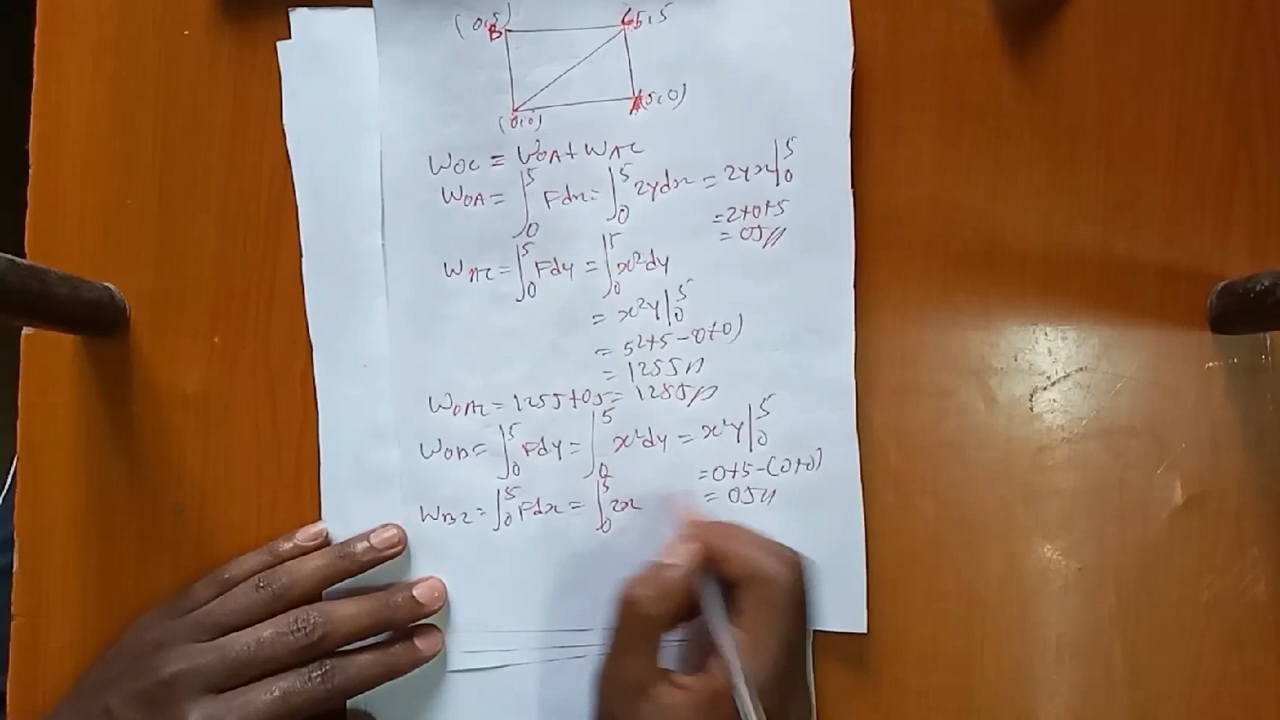 (0,5) B C 5,5
(0,0) A(5,0)
WOC = WOA + WAC
WOA = ∫₀⁵ Fdx = ∫₀⁵ 2ydx = 2yx|₀⁵
= 2*0*5
= 0J//
WAC = ∫₀⁵ Fdy = ∫₀⁵ x²dy
= x²y|₀⁵
= 5²*5-0*0)
= 125J//
WOAC = 125J+0J = 125J//
WOB = ∫₀⁵ Fdy = ∫₀⁵ x²dy = x²y|₀⁵
= 0*5-(0*0)
= 0J//
WBC = ∫₀⁵ Fdx = ∫₀⁵ 2x